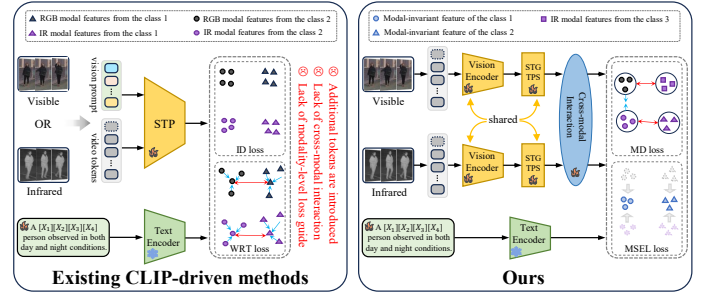 RGB modal features from the class 1
RGB modal features from the class 2
IR modal features from the class 1
IR modal features from the class 2
Visible
OR
Infrared
vision prompt
video tokens
STP
ID loss
WRT loss
A [X₁][X₂][X₃][X₄]
person observed in both
day and night conditions.
Text
Encoder
☹ Additional tokens are introduced
☹ Lack of cross-modal interaction
☹ Lack of modality-level loss guide
Existing CLIP-driven methods
Modal-invariant feature of the class 1
IR modal features from the class 3
Modal-invariant feature of the class 2
Visible
Infrared
Vision
Encoder
STG
TPS
shared
Vision
Encoder
STG
TPS
Cross-modal
Interaction
MD loss
MSEL loss
A [X₁][X₂][X₃][X₄]
person observed in both
day and night conditions.
Text
Encoder
Ours